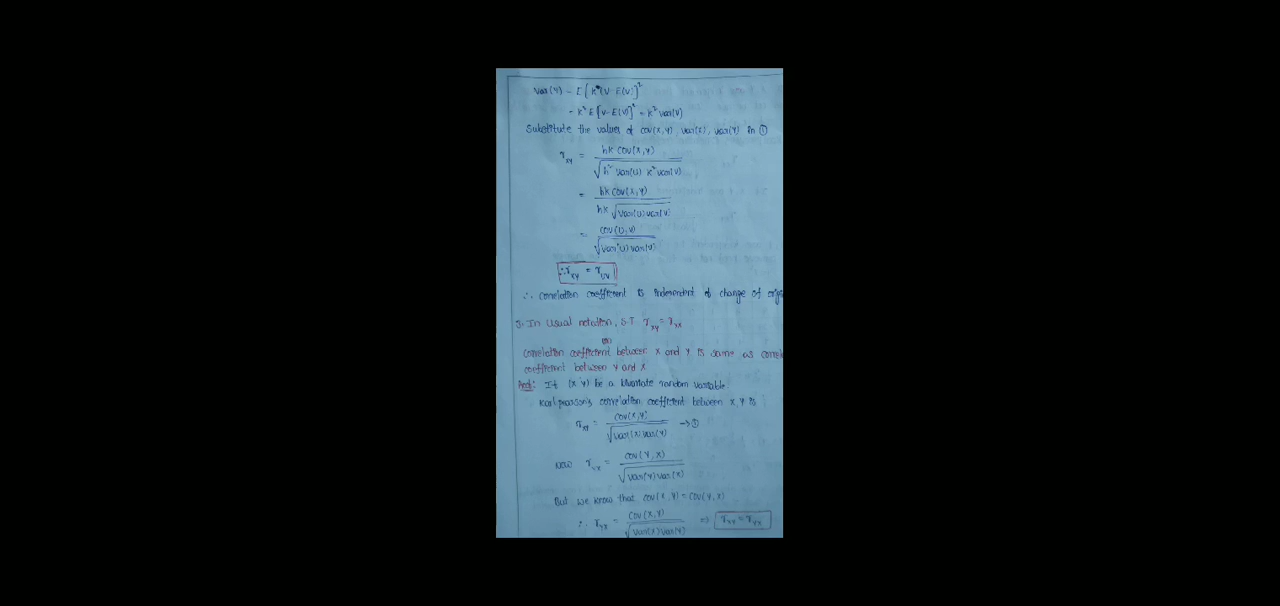 Var(Y) = E[K²(V-E(V)]²
= K² E[V-E(V)]² = K² Var(V)
Substitute the values of cov(X,Y), var(X), var(Y) in ①
r_xy = hk cov(X,Y) / √h² var(U) k² var(V)
= hk cov(X,Y) / hk √var(U) var(V)
= cov(U,V) / √var(U) var(V)
∴ r_xy = r_uv
∴ correlation coefficient is independent of change of
3. In usual notation, S.T r_xy = r_yx
(or)
correlation coefficient between X and Y is same as
coefficient between Y and X
If (X Y) be a bivariate random variable
Karl pearson's correlation coefficient between X, Y is
r_xy = cov(X,Y) / √var(X) var(Y) → ①
Now r_yx = cov(Y,X) / √var(Y) var(X)
But we know that cov(X,Y) = cov(Y,X)
∴ r_yx = cov(X,Y) / √var(X) var(Y) ⇒ r_xy = r_yx